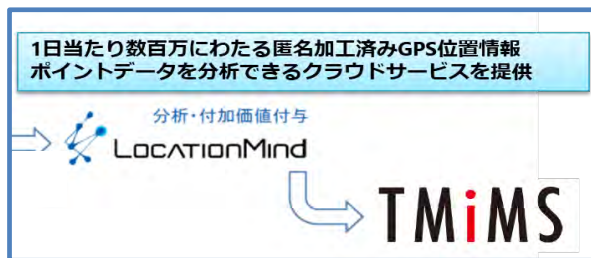 1日当たり数百万にわたる匿名加工済みGPS位置情報
ポイントデータを分析できるクラウドサービスを提供
分析・付加価値付与
LOCATIONMIND
TMiMS